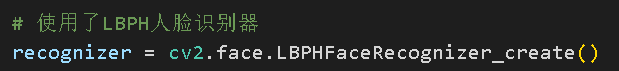 # 使用了LBPH人脸识别器
recognizer = cv2.face.LBPHFaceRecognizer_create()